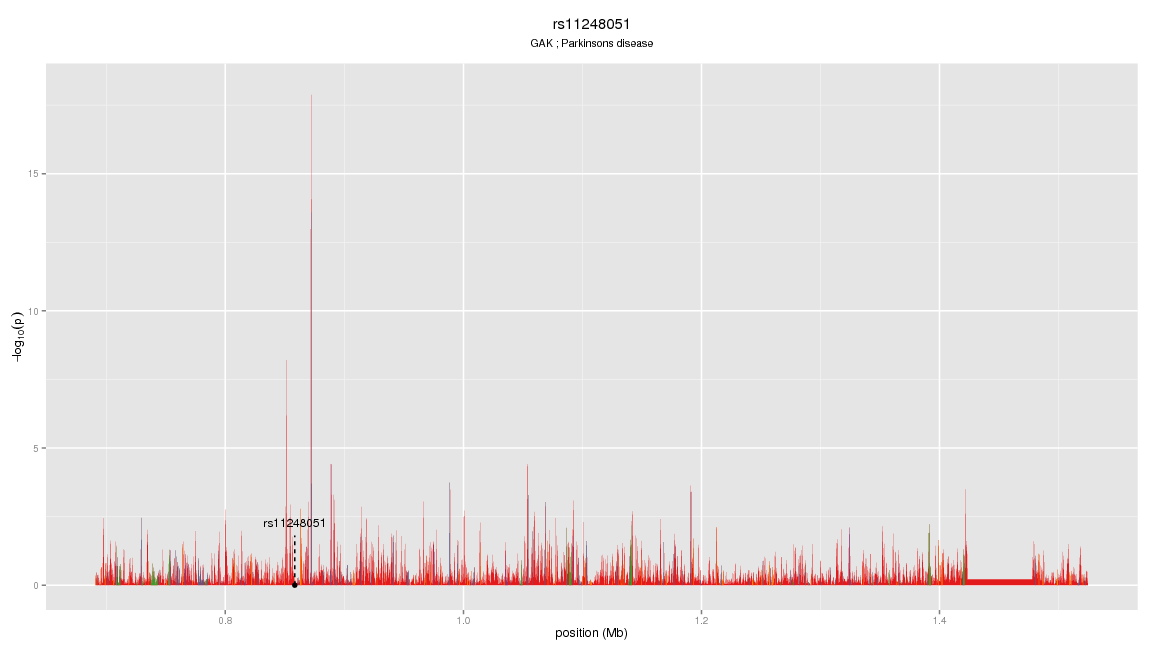 rs11248051
GAK ; Parkinsons disease
15
10
5
0
−log10(p)
rs11248051
0.8
1.0
1.2
1.4
position (Mb)